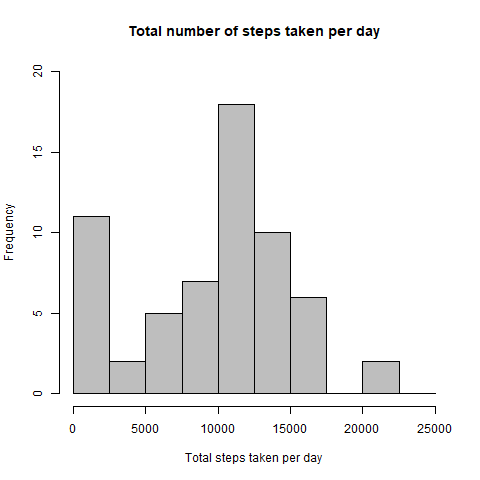 Total number of steps taken per day
Frequency
20
15
10
5
0
0 5000 10000 15000 20000 25000
Total steps taken per day